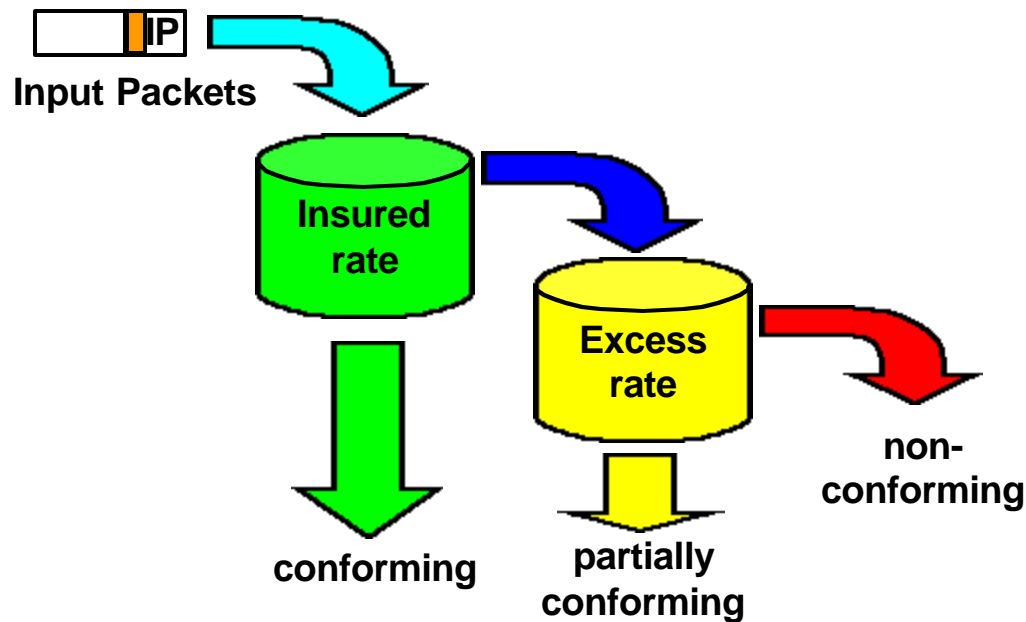 IP
Input Packets
Insured
rate
Excess
rate
non-
conforming
conforming
partially
conforming